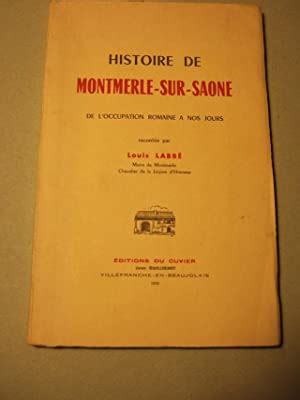 HISTOIRE DE
MONTMERLE-SUR-SAONE
DE L'OCCUPATION ROMAINE A NOS JOURS
racontée par
Louis LABBÉ
Maire de Montmerle
Chevalier de la Légion d'Honneur
EDITIONS DU CUVIER
VILLEFRANCHE-EN-BEAUJOLAIS